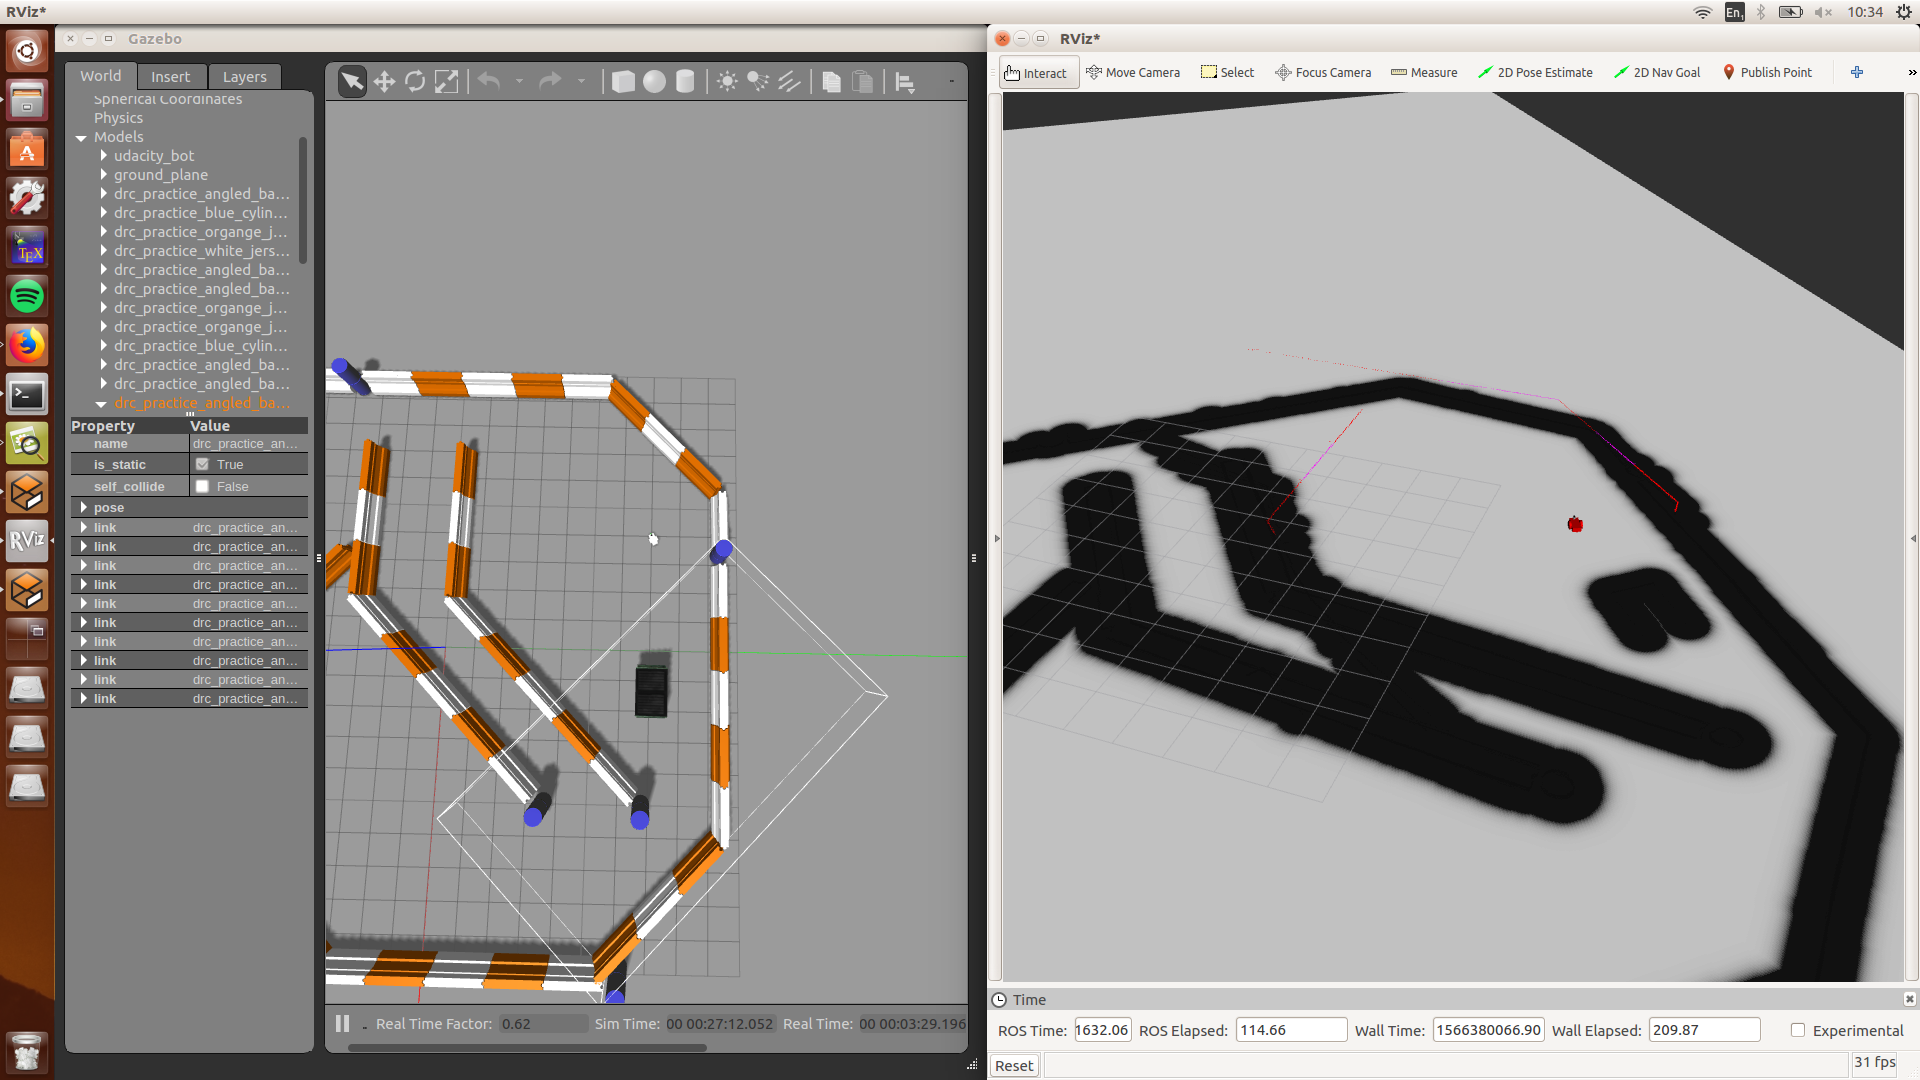 RViz*
En1
10:34
Gazebo
World
Insert
Layers
Spherical Coordinates
Physics
Models
udacity_bot
ground_plane
drc_practice_angled_ba...
drc_practice_blue_cylin...
drc_practice_organge_j...
drc_practice_white_jers...
drc_practice_angled_ba...
drc_practice_angled_ba...
drc_practice_organge_j...
drc_practice_organge_j...
drc_practice_blue_cylin...
drc_practice_angled_ba...
drc_practice_angled_ba...
drc_practice_angled_ba...
Property Value
name drc_practice_an...
is_static True
self_collide False
pose
link drc_practice_an...
link drc_practice_an...
link drc_practice_an...
link drc_practice_an...
link drc_practice_an...
link drc_practice_an...
link drc_practice_an...
link drc_practice_an...
link drc_practice_an...
link drc_practice_an...
TEX
RViz
Real Time Factor: 0.62 Sim Time: 00 00:27:12.052 Real Time: 00 00:03:29.196
RViz*
Interact Move Camera Select Focus Camera Measure 2D Pose Estimate 2D Nav Goal Publish Point
Time
ROS Time: 1632.06 ROS Elapsed: 114.66 Wall Time: 1566380066.90 Wall Elapsed: 209.87 Experimental
Reset
31 fps